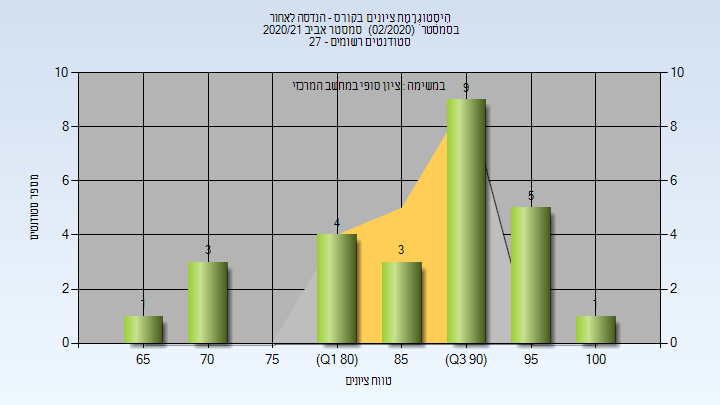 היסטוגרמת ציונים בקורס - הנדסה לאחור
בסמסטר (02/2020) סמסטר אביב 2020/21
סטודנטים רשומים - 27
במשימה : ציון סופי במחשב המרכזי
10 10
9
8 8
6 6
5
4 4
4
3 3
2 2
1 1
0 0
65 70 75 (Q1 80) 85 (Q3 90) 95 100
מספר סטודנטים
טווח ציונים